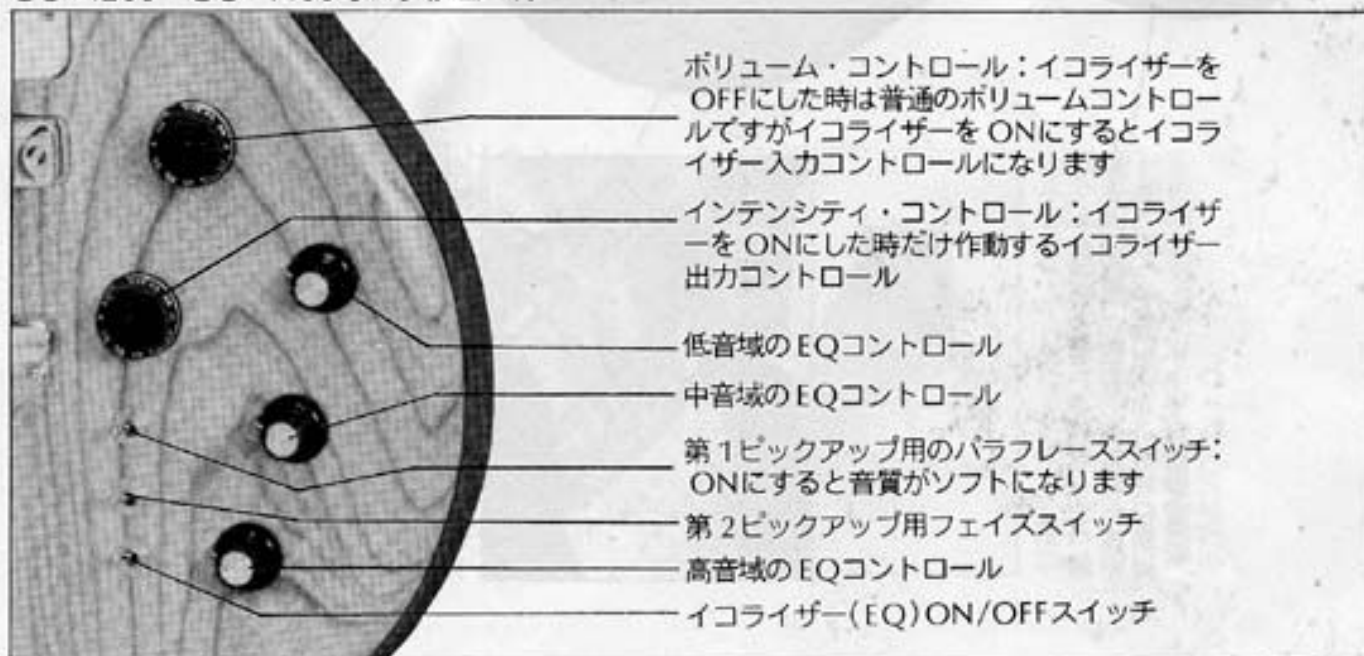 ボリューム・コントロール：イコライザーを
OFFにした時は普通のボリュームコントロー
ルですがイコライザーを ONにするとイコラ
イザー入力コントロールになります
インテンシティ・コントロール：イコライザ
ーを ONにした時だけ作動するイコライザー
出力コントロール
低音域のEQコントロール
中音域のEQコントロール
第1ピックアップ用のパラフレーズスイッチ：
ONにすると音質がソフトになります
第2ピックアップ用フェイズスイッチ
高音域のEQコントロール
イコライザー(EQ)ON/OFFスイッチ